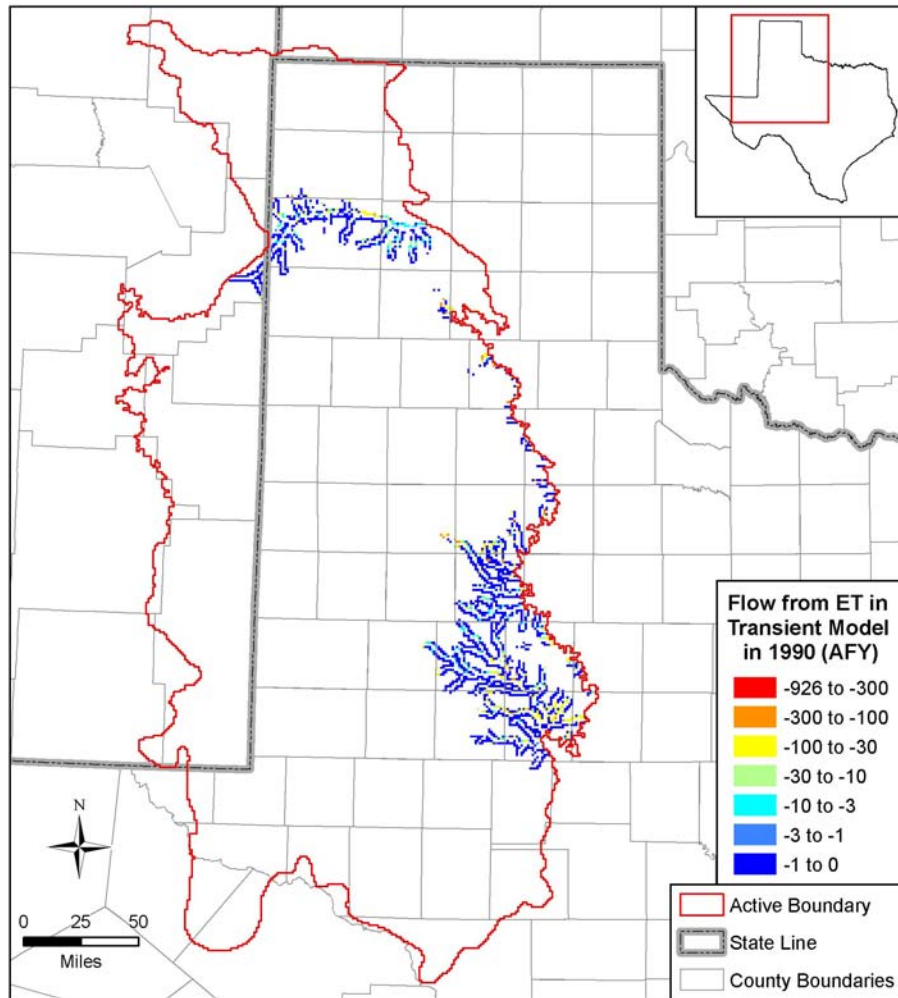 Flow from ET in
Transient Model
in 1990 (AFY)
-926 to -300
-300 to -100
-100 to -30
-30 to -10
-10 to -3
-3 to -1
-1 to 0
N
0 25 50
Miles
Active Boundary
State Line
County Boundaries